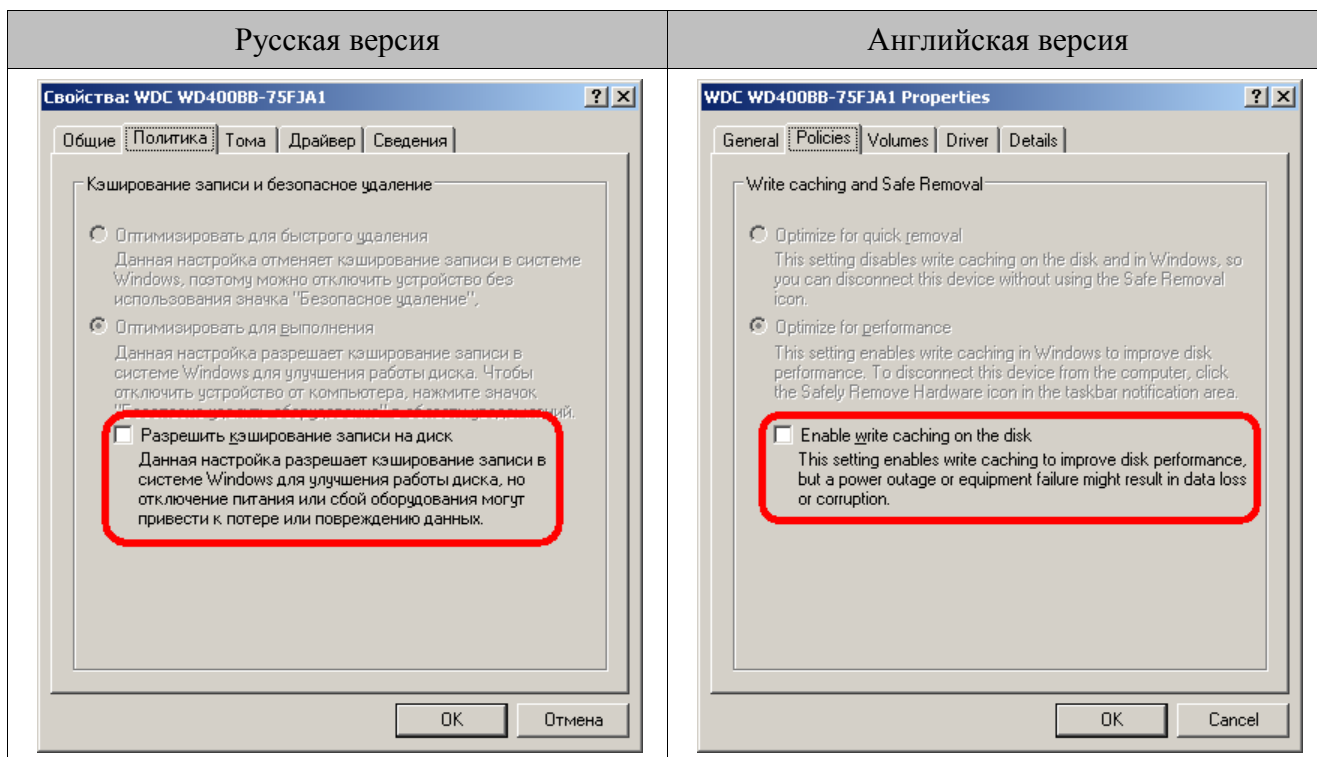 Русская версия
Английская версия
Свойства: WDC WD400BB-75FJA1
Общие Политика Тома Драйвер Сведения
Кэширование записи и безопасное удаление
Оптимизировать для быстрого удаления
Данная настройка отменяет кэширование записи в системе
Windows, поэтому можно отключить устройство без
использования значка "Безопасное удаление",
Оптимизировать для выполнения
Данная настройка разрешает кэширование записи в
системе Windows для улучшения работы диска. Чтобы
отключить устройство от компьютера, нажмите значок
Разрешить кэширование записи на диск
Данная настройка разрешает кэширование записи в
системе Windows для улучшения работы диска, но
отключение питания или сбой оборудования могут
привести к потере или повреждению данных.
OK Отмена
WDC WD400BB-75FJA1 Properties
General Policies Volumes Driver Details
Write caching and Safe Removal
Optimize for quick removal
This setting disables write caching on the disk and in Windows, so
you can disconnect this device without using the Safe Removal
icon.
Optimize for performance
This setting enables write caching in Windows to improve disk
performance. To disconnect this device from the computer, click
the Safely Remove Hardware icon in the taskbar notification area.
Enable write caching on the disk
This setting enables write caching to improve disk performance,
but a power outage or equipment failure might result in data loss
or corruption.
OK Cancel